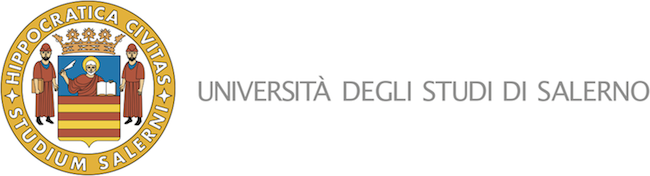 HIPPOCRATICA CIVITAS
STUDIUM SALERNI
UNIVERSITÀ DEGLI STUDI DI SALERNO